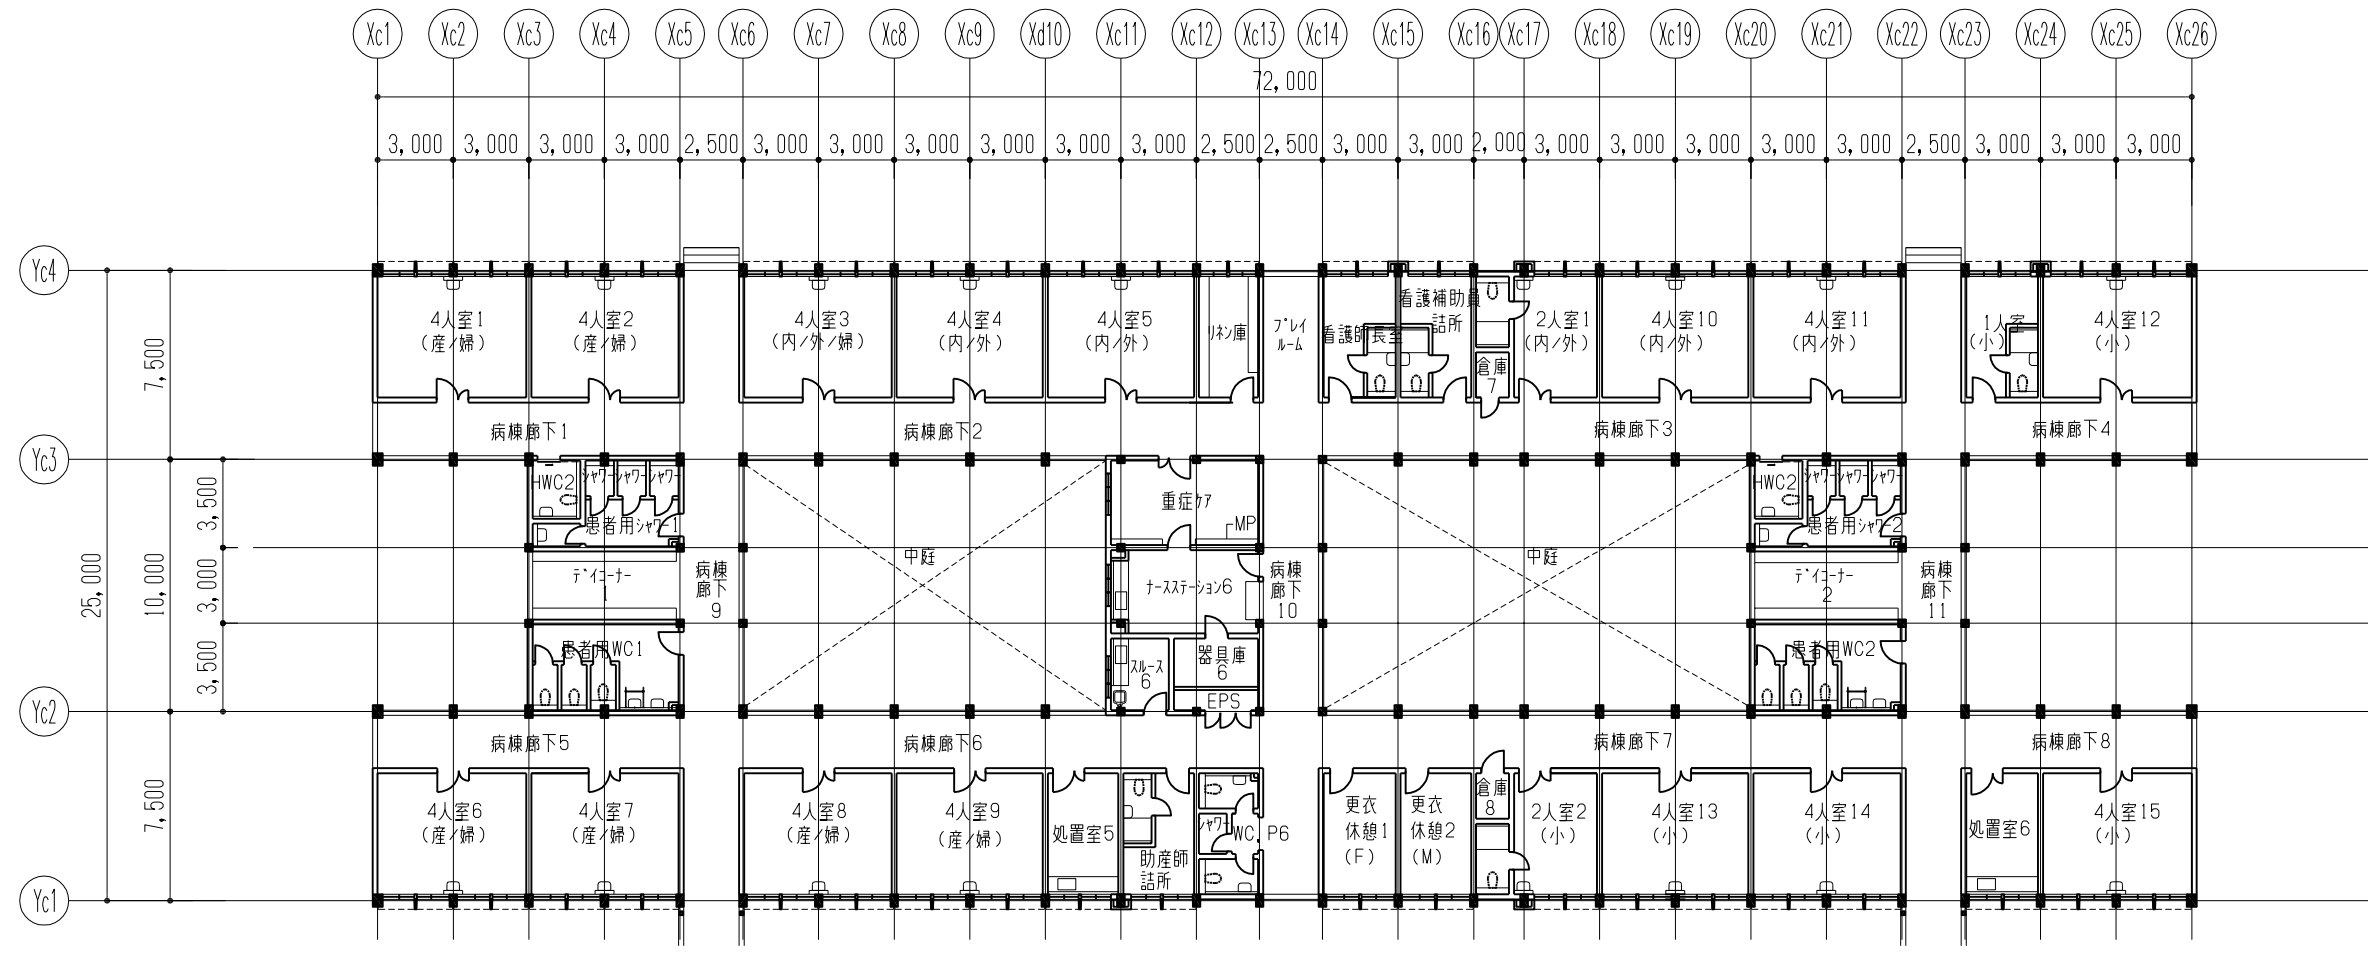 Xc1 Xc2 Xc3 Xc4 Xc5 Xc6 Xc7 Xc8 Xc9 Xd10 Xc11 Xc12 Xc13 Xc14 Xc15 Xc16 Xc17 Xc18 Xc19 Xc20 Xc21 Xc22 Xc23 Xc24 Xc25 Xc26
72,000
3,000 3,000 3,000 3,000 2,500 3,000 3,000 3,000 3,000 3,000 3,000 2,500 2,500 3,000 3,000 2,000 3,000 3,000 3,000 3,000 3,000 2,500 3,000 3,000 3,000
Yc4
Yc3
Yc2
Yc1
25,000
7,500
10,000
7,500
3,500
3,000
3,500
4人室1
(産/婦)
4人室2
(産/婦)
4人室3
(内/外/婦)
4人室4
(内/外)
4人室5
(内/外)
リネン庫
プレイ
ルーム
看護師長室
看護補助員
詰所
倉庫
7
2人室1
(内/外)
4人室10
(内/外)
4人室11
(内/外)
1人室
(小)
4人室12
(小)
病棟廊下1
病棟廊下2
病棟廊下3
病棟廊下4
HWC2
シャワー
シャワー
シャワー
患者用シャワー1
デイコーナー
1
患者用WC1
病棟
廊下
9
中庭
重症ケア
MP
ナースステーション6
スルース
6
器具庫
6
EPS
病棟
廊下
10
中庭
HWC2
シャワー
シャワー
シャワー
患者用シャワー2
デイコーナー
2
患者用WC2
病棟
廊下
11
病棟廊下5
病棟廊下6
病棟廊下7
病棟廊下8
4人室6
(産/婦)
4人室7
(産/婦)
4人室8
(産/婦)
4人室9
(産/婦)
処置室5
助産師
詰所
シャワー
WC.P6
更衣
休憩1
(F)
更衣
休憩2
(M)
倉庫
8
2人室2
(小)
4人室13
(小)
4人室14
(小)
処置室6
4人室15
(小)